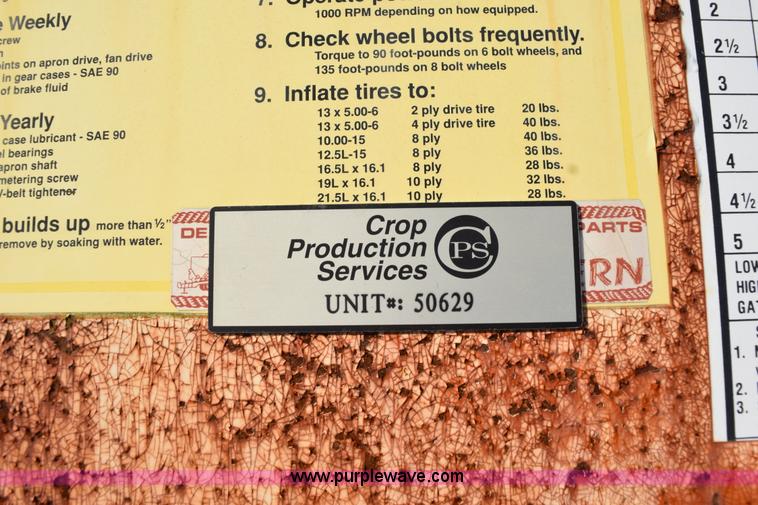 e Weekly
crew
ints on apron drive, fan drive
in gear cases - SAE 90
of brake fluid
Yearly
case lubricant - SAE 90
el bearings
apron shaft
metering screw
/-belt tightener
builds up more than ½"
remove by soaking with water.
7. Operate
1000 RPM depending on how equipped.
8. Check wheel bolts frequently.
Torque to 90 foot-pounds on 6 bolt wheels, and
135 foot-pounds on 8 bolt wheels
9. Inflate tires to:
13 x 5.00-6 2 ply drive tire 20 lbs.
13 x 5.00-6 4 ply drive tire 40 lbs.
10.00-15 8 ply 40 lbs.
12.5L-15 8 ply 36 lbs.
16.5L x 16.1 8 ply 28 lbs.
19L x 16.1 10 ply 32 lbs.
21.5L x 16.1 10 ply 28 lbs.
DE PARTS
ERN
Crop
Production
Services
CPS
UNIT#: 50629
2
2½
3
3½
4
4½
5
LOW
HIGH
GAT
1.
2.
3.
www.purplewave.com